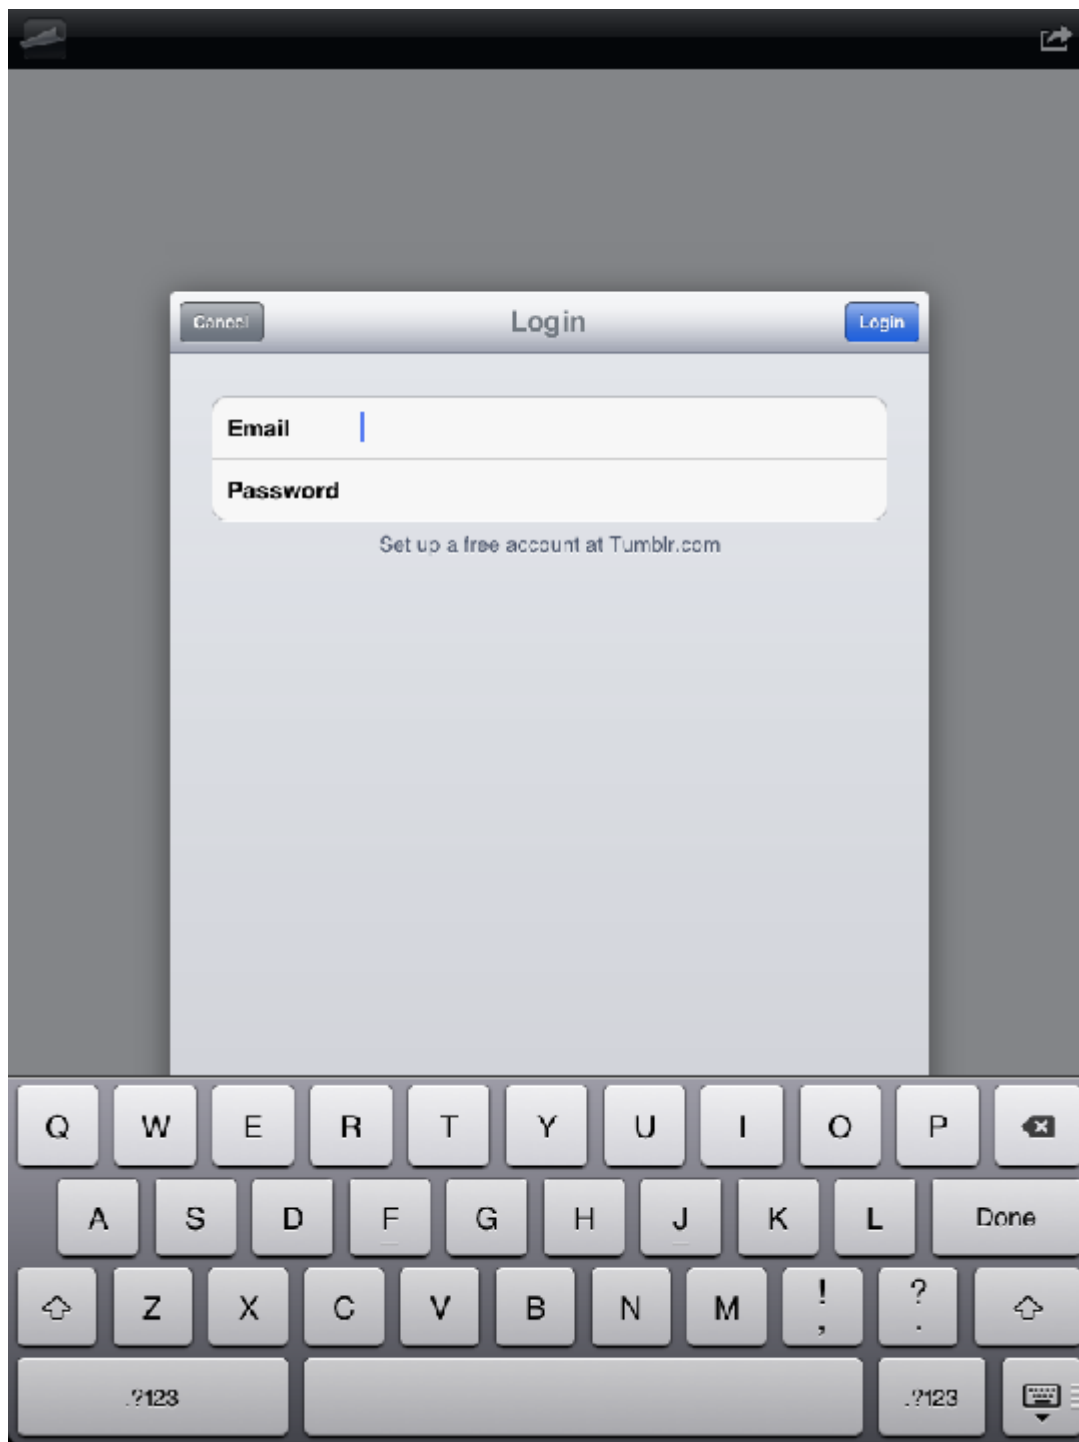 Cancel Login Login
Email
Password
Set up a free account at Tumblr.com
Q W E R T Y U I O P
A S D F G H J K L Done
Z X C V B N M ! , ? .
.?123 .?123